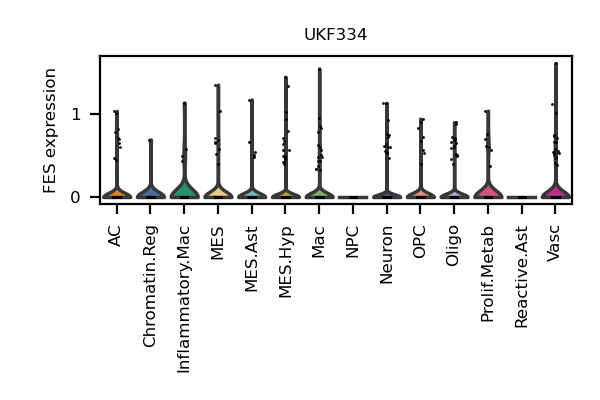 UKF334
FES expression
1
0
AC
Chromatin.Reg
Inflammatory.Mac
MES
MES.Ast
MES.Hyp
Mac
NPC
Neuron
OPC
Oligo
Prolif.Metab
Reactive.Ast
Vasc